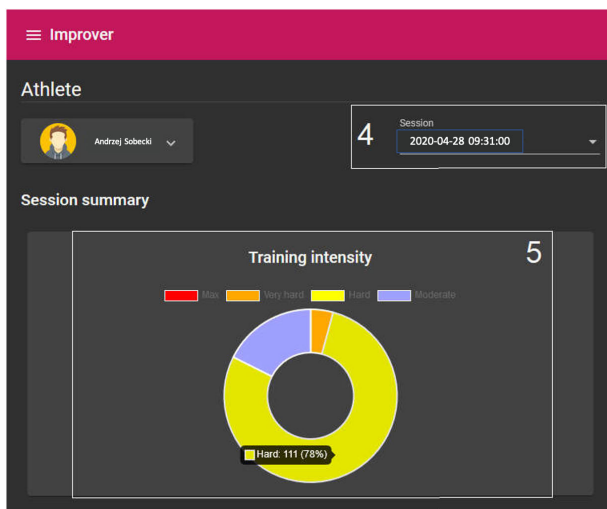 Improver
Athlete
Andrzej Sobecki
4
Session
2020-04-28 09:31:00
Session summary
5
Training intensity
Max Very hard Hard Moderate
Hard: 111 (78%)